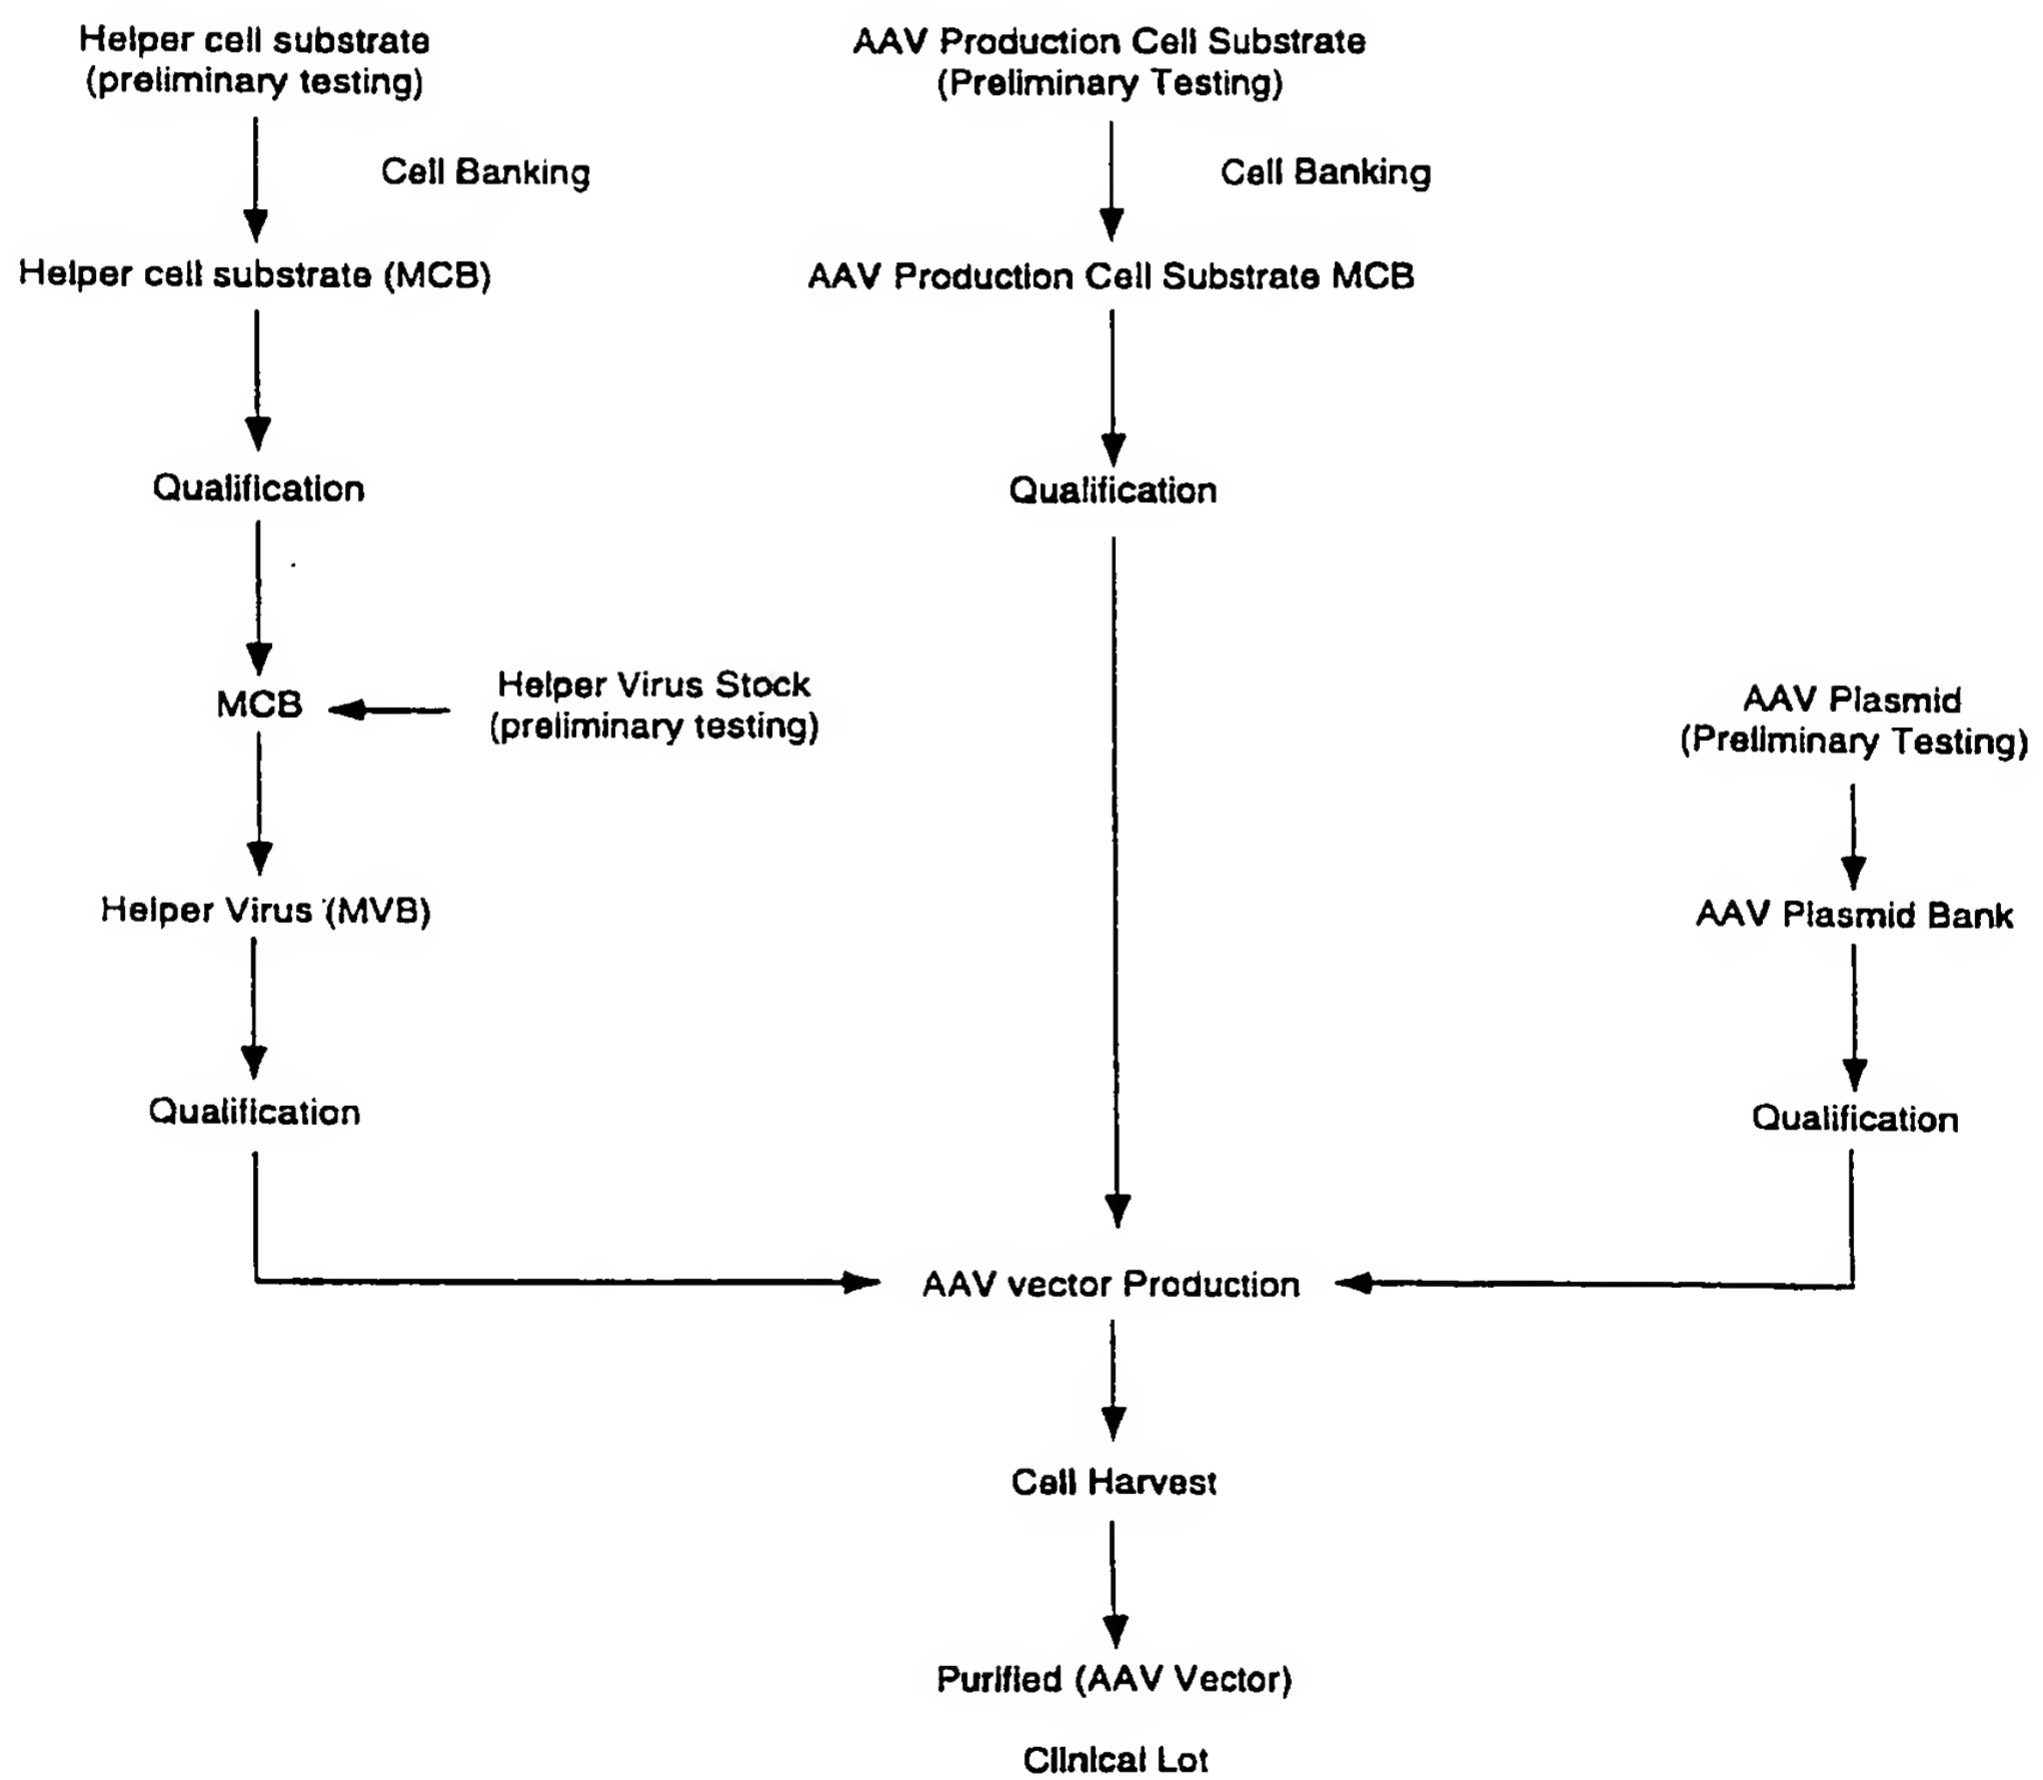 Helper cell substrate
(preliminary testing)
AAV Production Cell Substrate
(Preliminary Testing)
Cell Banking
Cell Banking
Helper cell substrate (MCB)
AAV Production Cell Substrate MCB
Qualification
Qualification
MCB
Helper Virus Stock
(preliminary testing)
AAV Plasmid
(Preliminary Testing)
Helper Virus (MVB)
AAV Plasmid Bank
Qualification
Qualification
AAV vector Production
Cell Harvest
Purified (AAV Vector)
Clinical Lot